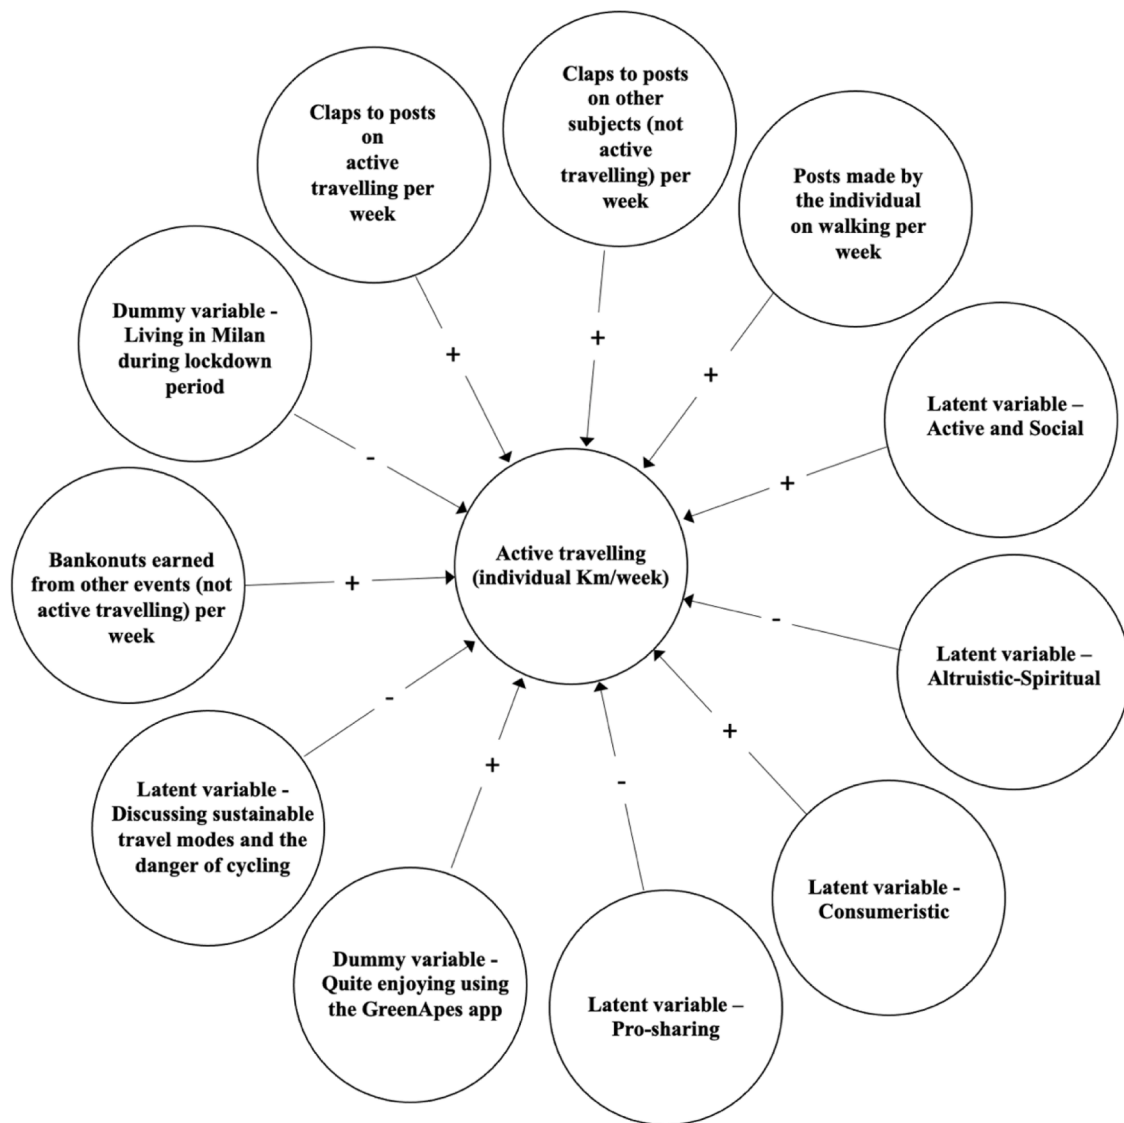 Claps to posts
on
active
travelling per
week
Claps to posts
on other
subjects (not
active
travelling) per
week
Posts made by
the individual
on walking per
week
Dummy variable -
Living in Milan
during lockdown
period
Latent variable –
Active and Social
+
+
+
-
+
Bankonuts earned
from other events (not
active travelling) per
week
+
Active travelling
(individual Km/week)
-
Latent variable –
Altruistic-Spiritual
-
+
-
+
Latent variable -
Discussing sustainable
travel modes and the
danger of cycling
Dummy variable -
Quite enjoying using
the GreenApes app
Latent variable –
Pro-sharing
Latent variable -
Consumeristic